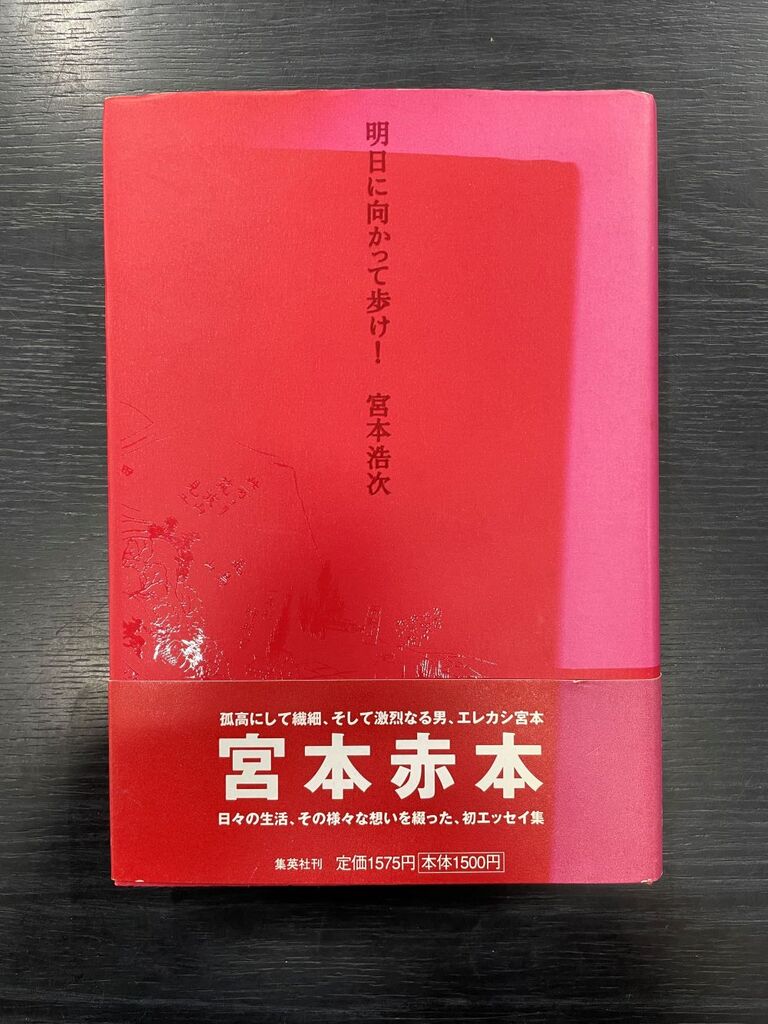 明日に向かって歩け！ 宮本浩次
孤高にして繊細、そして激烈なる男、エレカシ宮本
宮本赤本
日々の生活、その様々な想いを綴った、初エッセイ集
集英社刊 定価1575円 本体1500円